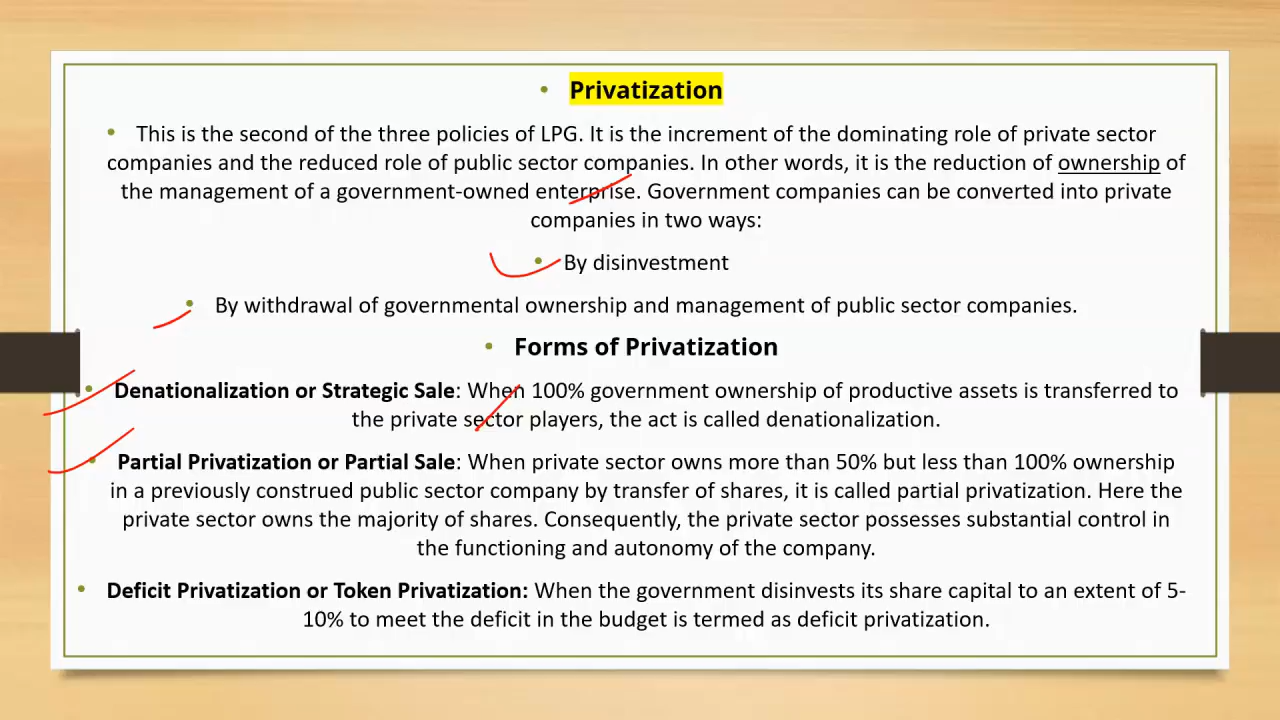 • Privatization
• This is the second of the three policies of LPG. It is the increment of the dominating role of private sector
companies and the reduced role of public sector companies. In other words, it is the reduction of ownership of
the management of a government-owned enterprise. Government companies can be converted into private
companies in two ways:
• By disinvestment
• By withdrawal of governmental ownership and management of public sector companies.
• Forms of Privatization
• Denationalization or Strategic Sale: When 100% government ownership of productive assets is transferred to
the private sector players, the act is called denationalization.
• Partial Privatization or Partial Sale: When private sector owns more than 50% but less than 100% ownership
in a previously construed public sector company by transfer of shares, it is called partial privatization. Here the
private sector owns the majority of shares. Consequently, the private sector possesses substantial control in
the functioning and autonomy of the company.
• Deficit Privatization or Token Privatization: When the government disinvests its share capital to an extent of 5-
10% to meet the deficit in the budget is termed as deficit privatization.